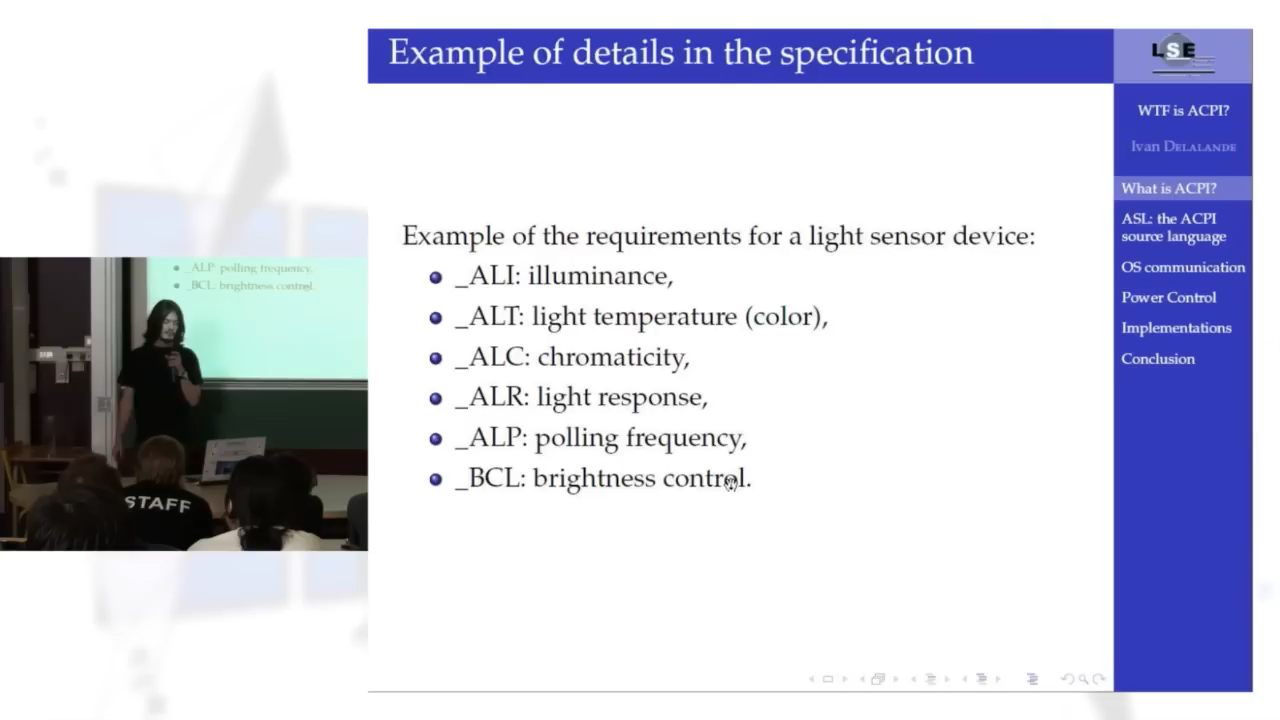 Example of details in the specification
LSE
WTF is ACPI?
Ivan DELALANDE
What is ACPI?
ASL: the ACPI
source language
OS communication
Power Control
Implementations
Conclusion
Example of the requirements for a light sensor device:
_ALI: illuminance,
_ALT: light temperature (color),
_ALC: chromaticity,
_ALR: light response,
_ALP: polling frequency,
_BCL: brightness control.
_ALP: polling frequency,
_BCL: brightness control.
STAFF